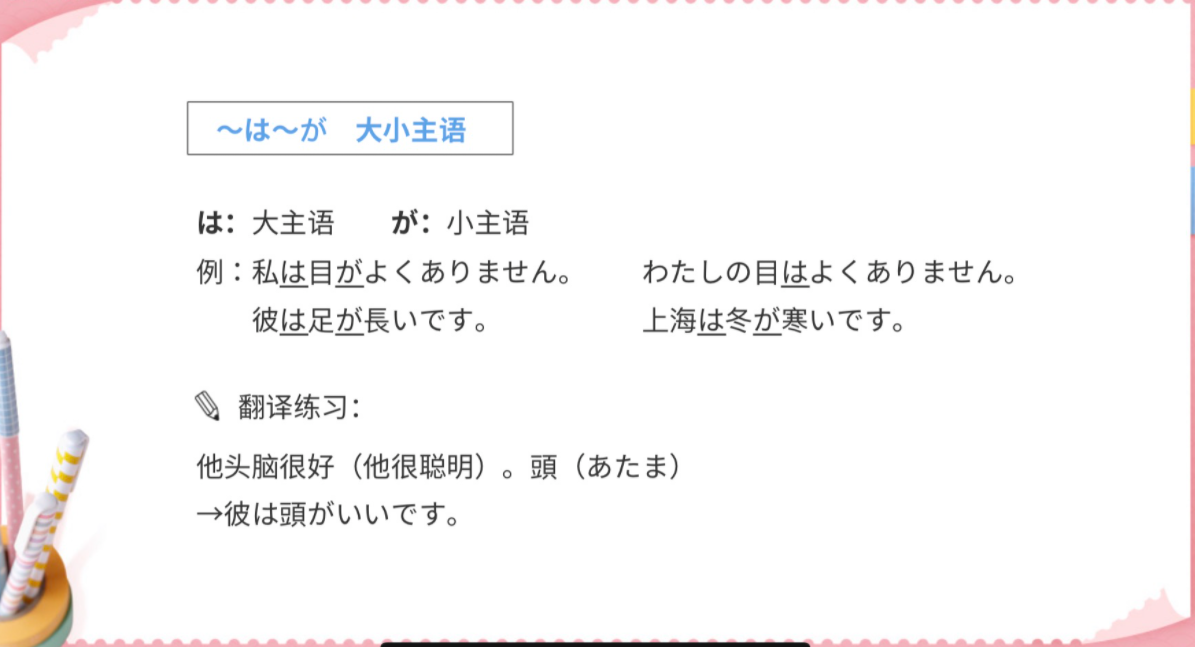 ～は～が　大小主语
は：大主语　　が：小主语
例：私は目がよくありません。　　わたしの目はよくありません。
彼は足が長いです。　　上海は冬が寒いです。
翻译练习：
他头脑很好（他很聪明）。頭（あたま）
→彼は頭がいいです。